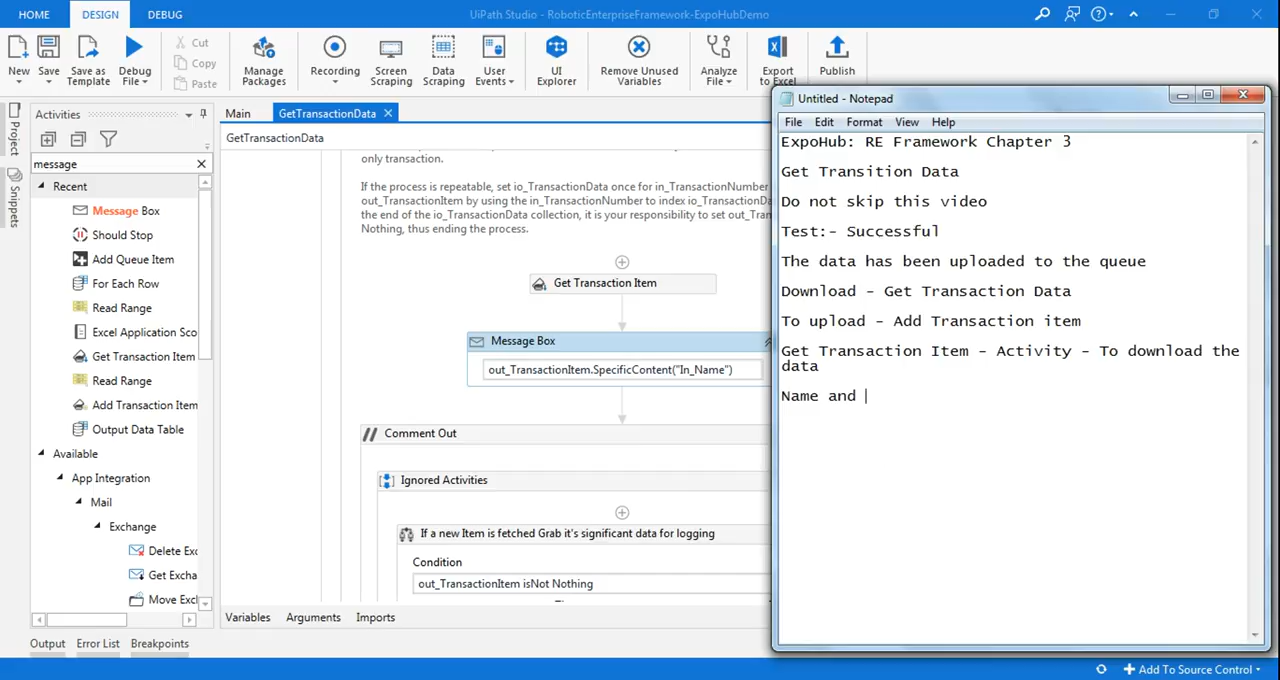 HOME DESIGN DEBUG UiPath Studio - RoboticEnterpriseFramework-ExpoHubDemo
New Save Save as Template Debug File Cut Copy Paste Manage Packages Recording Screen Scraping Data Scraping User Events UI Explorer Remove Unused Variables Analyze File Export to Excel Publish
Project
Snippets
Activities
message
Recent
Message Box
Should Stop
Add Queue Item
For Each Row
Read Range
Excel Application Sco
Get Transaction Item
Read Range
Add Transaction Item
Output Data Table
Available
App Integration
Mail
Exchange
Delete Exc
Get Excha
Move Excl
Main GetTransactionData
GetTransactionData
only transaction.
If the process is repeatable, set io_TransactionData once for in_TransactionNumber
out_TransactionItem by using the in_TransactionNumber to index io_Transaction
the end of the io_TransactionData collection, it is your responsibility to set out_Tran
Nothing, thus ending the process.
Get Transaction Item
Message Box
out_TransactionItem.SpecificContent("In_Name")
Comment Out
Ignored Activities
If a new Item is fetched Grab it's significant data for logging
Condition
out_TransactionItem isNot Nothing
Variables Arguments Imports
Output Error List Breakpoints
Add To Source Control
Untitled - Notepad
File Edit Format View Help
ExpoHub: RE Framework Chapter 3
Get Transition Data
Do not skip this video
Test:- Successful
The data has been uploaded to the queue
Download - Get Transaction Data
To upload - Add Transaction item
Get Transaction Item - Activity - To download the
data
Name and